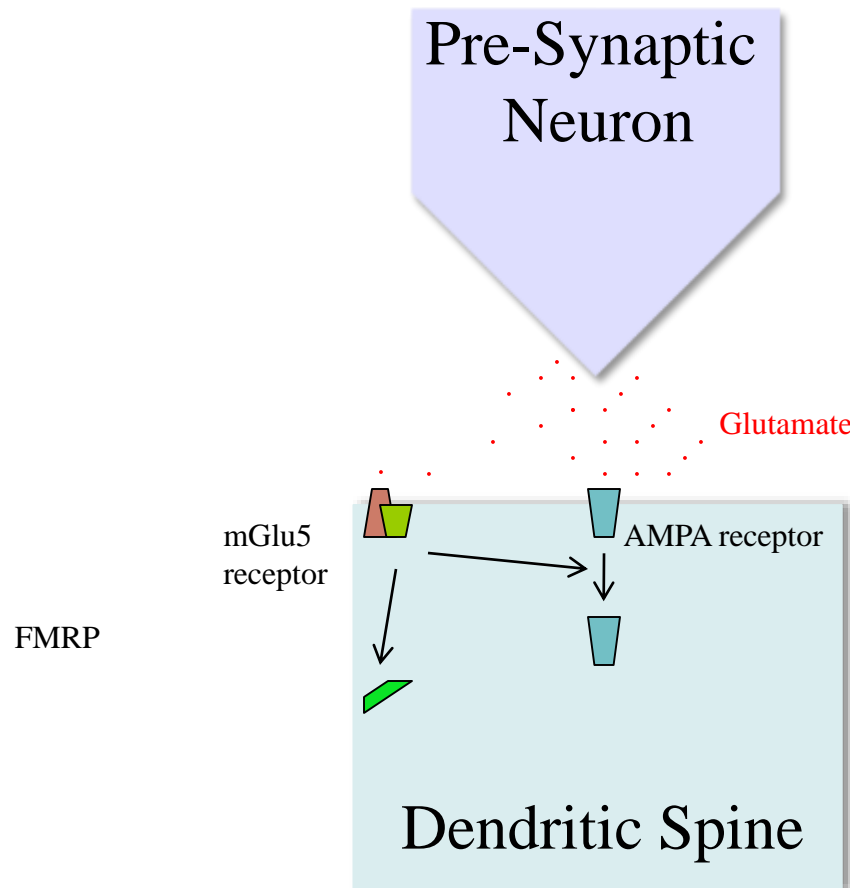 Pre-Synaptic
Neuron
Glutamate
mGlu5
receptor
AMPA receptor
FMRP
Dendritic Spine